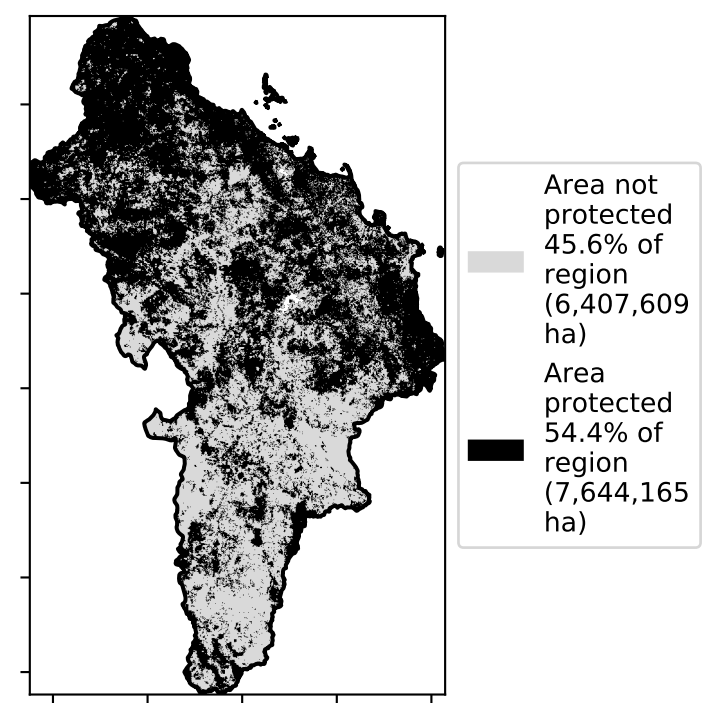 Area not
protected
45.6% of
region
(6,407,609
ha)
Area
protected
54.4% of
region
(7,644,165
ha)